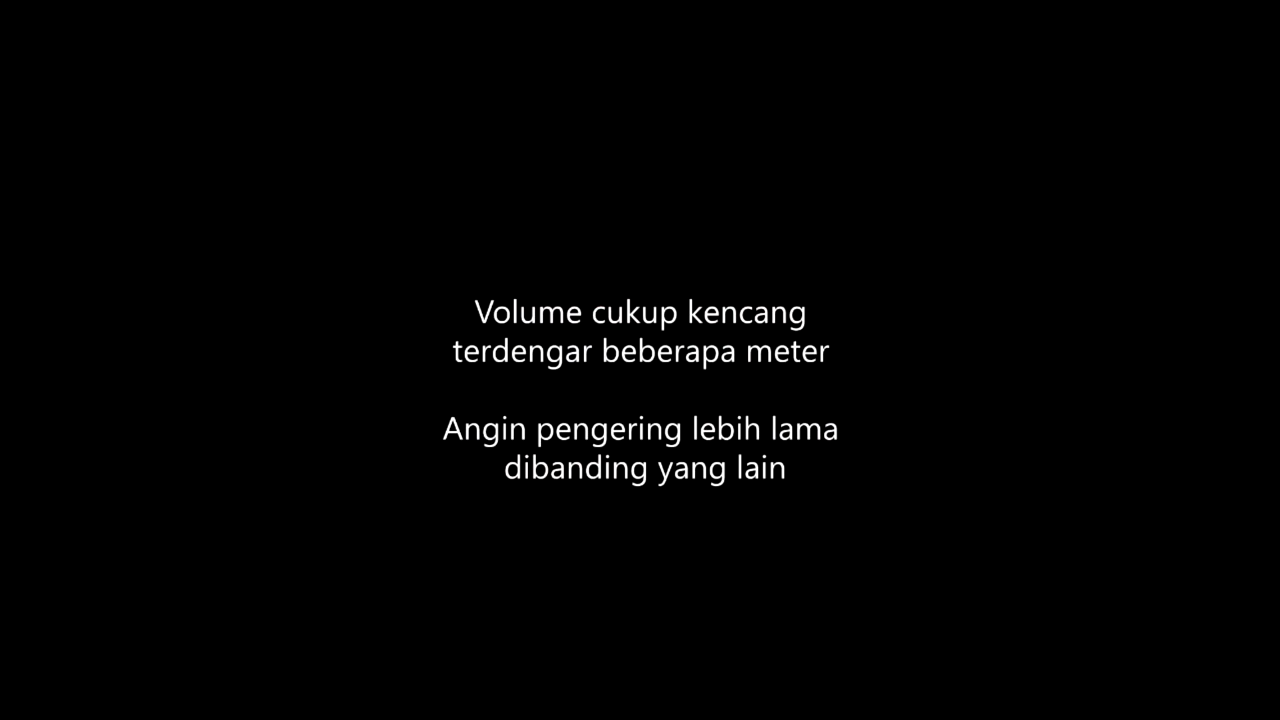 Volume cukup kencang
terdengar beberapa meter
Angin pengering lebih lama
dibanding yang lain